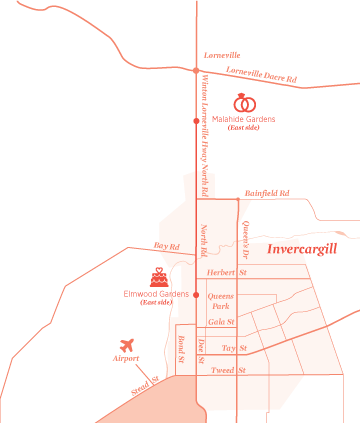 Lorneville
Lorneville Dacre Rd
Winton Lorneville Hway North Rd
Malahide Gardens
(East side)
Bainfield Rd
North Rd
Queen's Dr
Invercargill
Bay Rd
Herbert St
Elmwood Gardens
(East side)
Queens
Park
Gala St
Bond St
Dee St
Tay St
Airport
Tweed St
Stead St